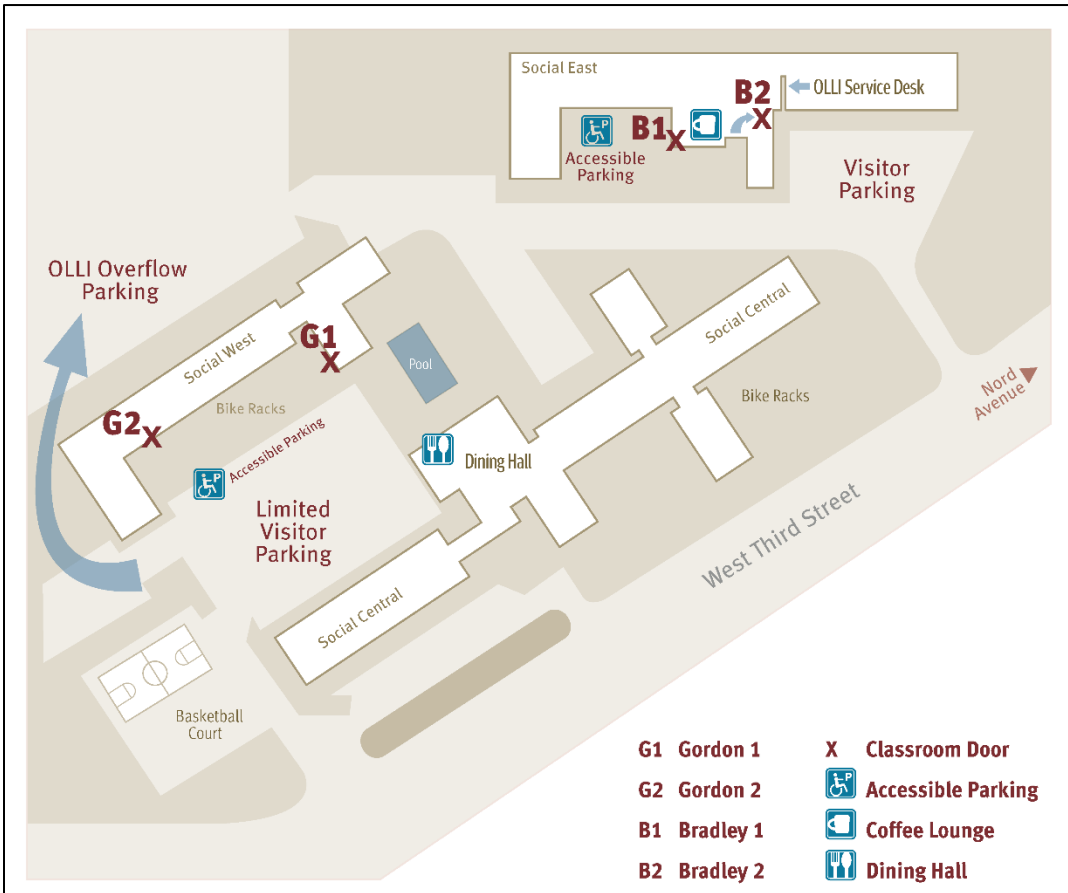 Social East
B2
OLLI Service Desk
B1
Accessible
Parking
Visitor
Parking
OLLI Overflow
Parking
G1
Social West
Pool
Social Central
G2
Bike Racks
Bike Racks
Nord
Avenue
Accessible Parking
Dining Hall
Limited
Visitor
Parking
West Third Street
Social Central
Basketball
Court
G1 Gordon 1
G2 Gordon 2
B1 Bradley 1
B2 Bradley 2
X Classroom Door
P Accessible Parking
Coffee Lounge
Dining Hall